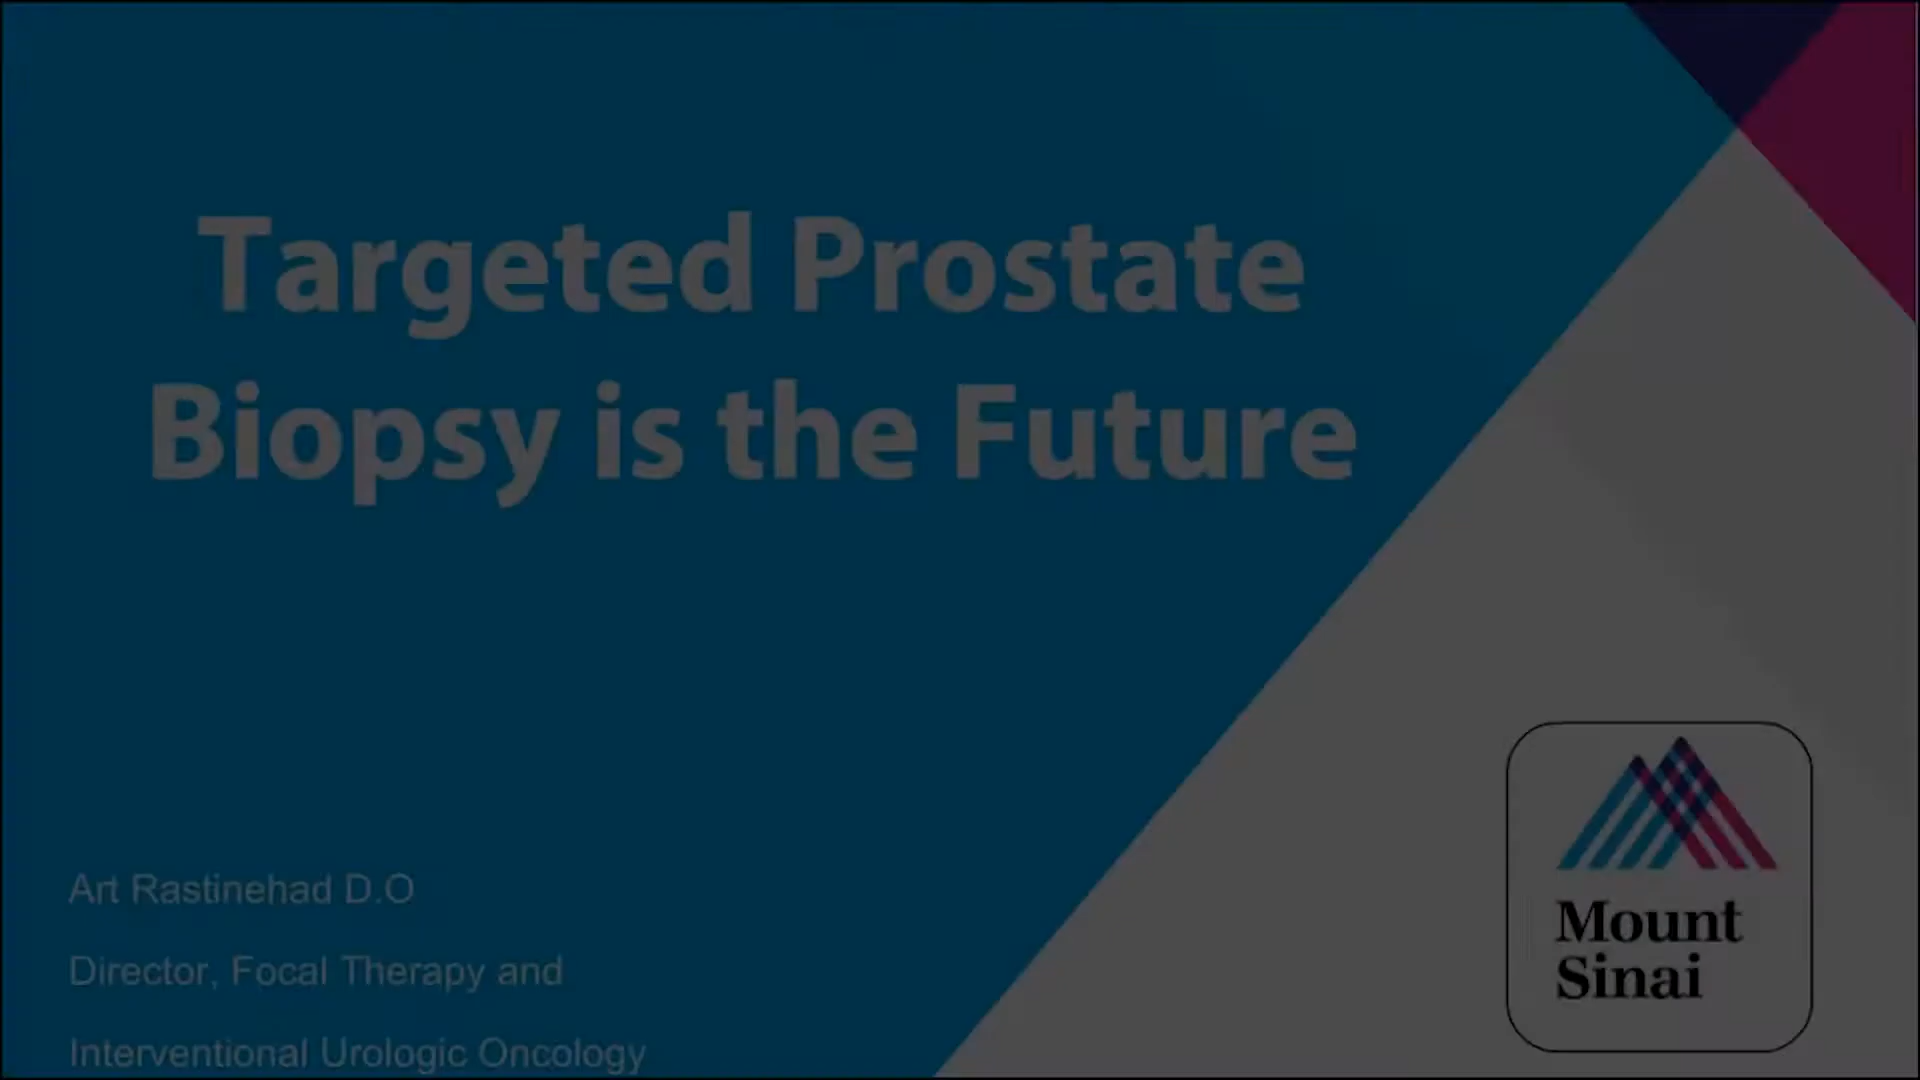 Targeted Prostate
Biopsy is the Future
Art Rastinehad D.O
Director, Focal Therapy and
Interventional Urologic Oncology
Mount
Sinai